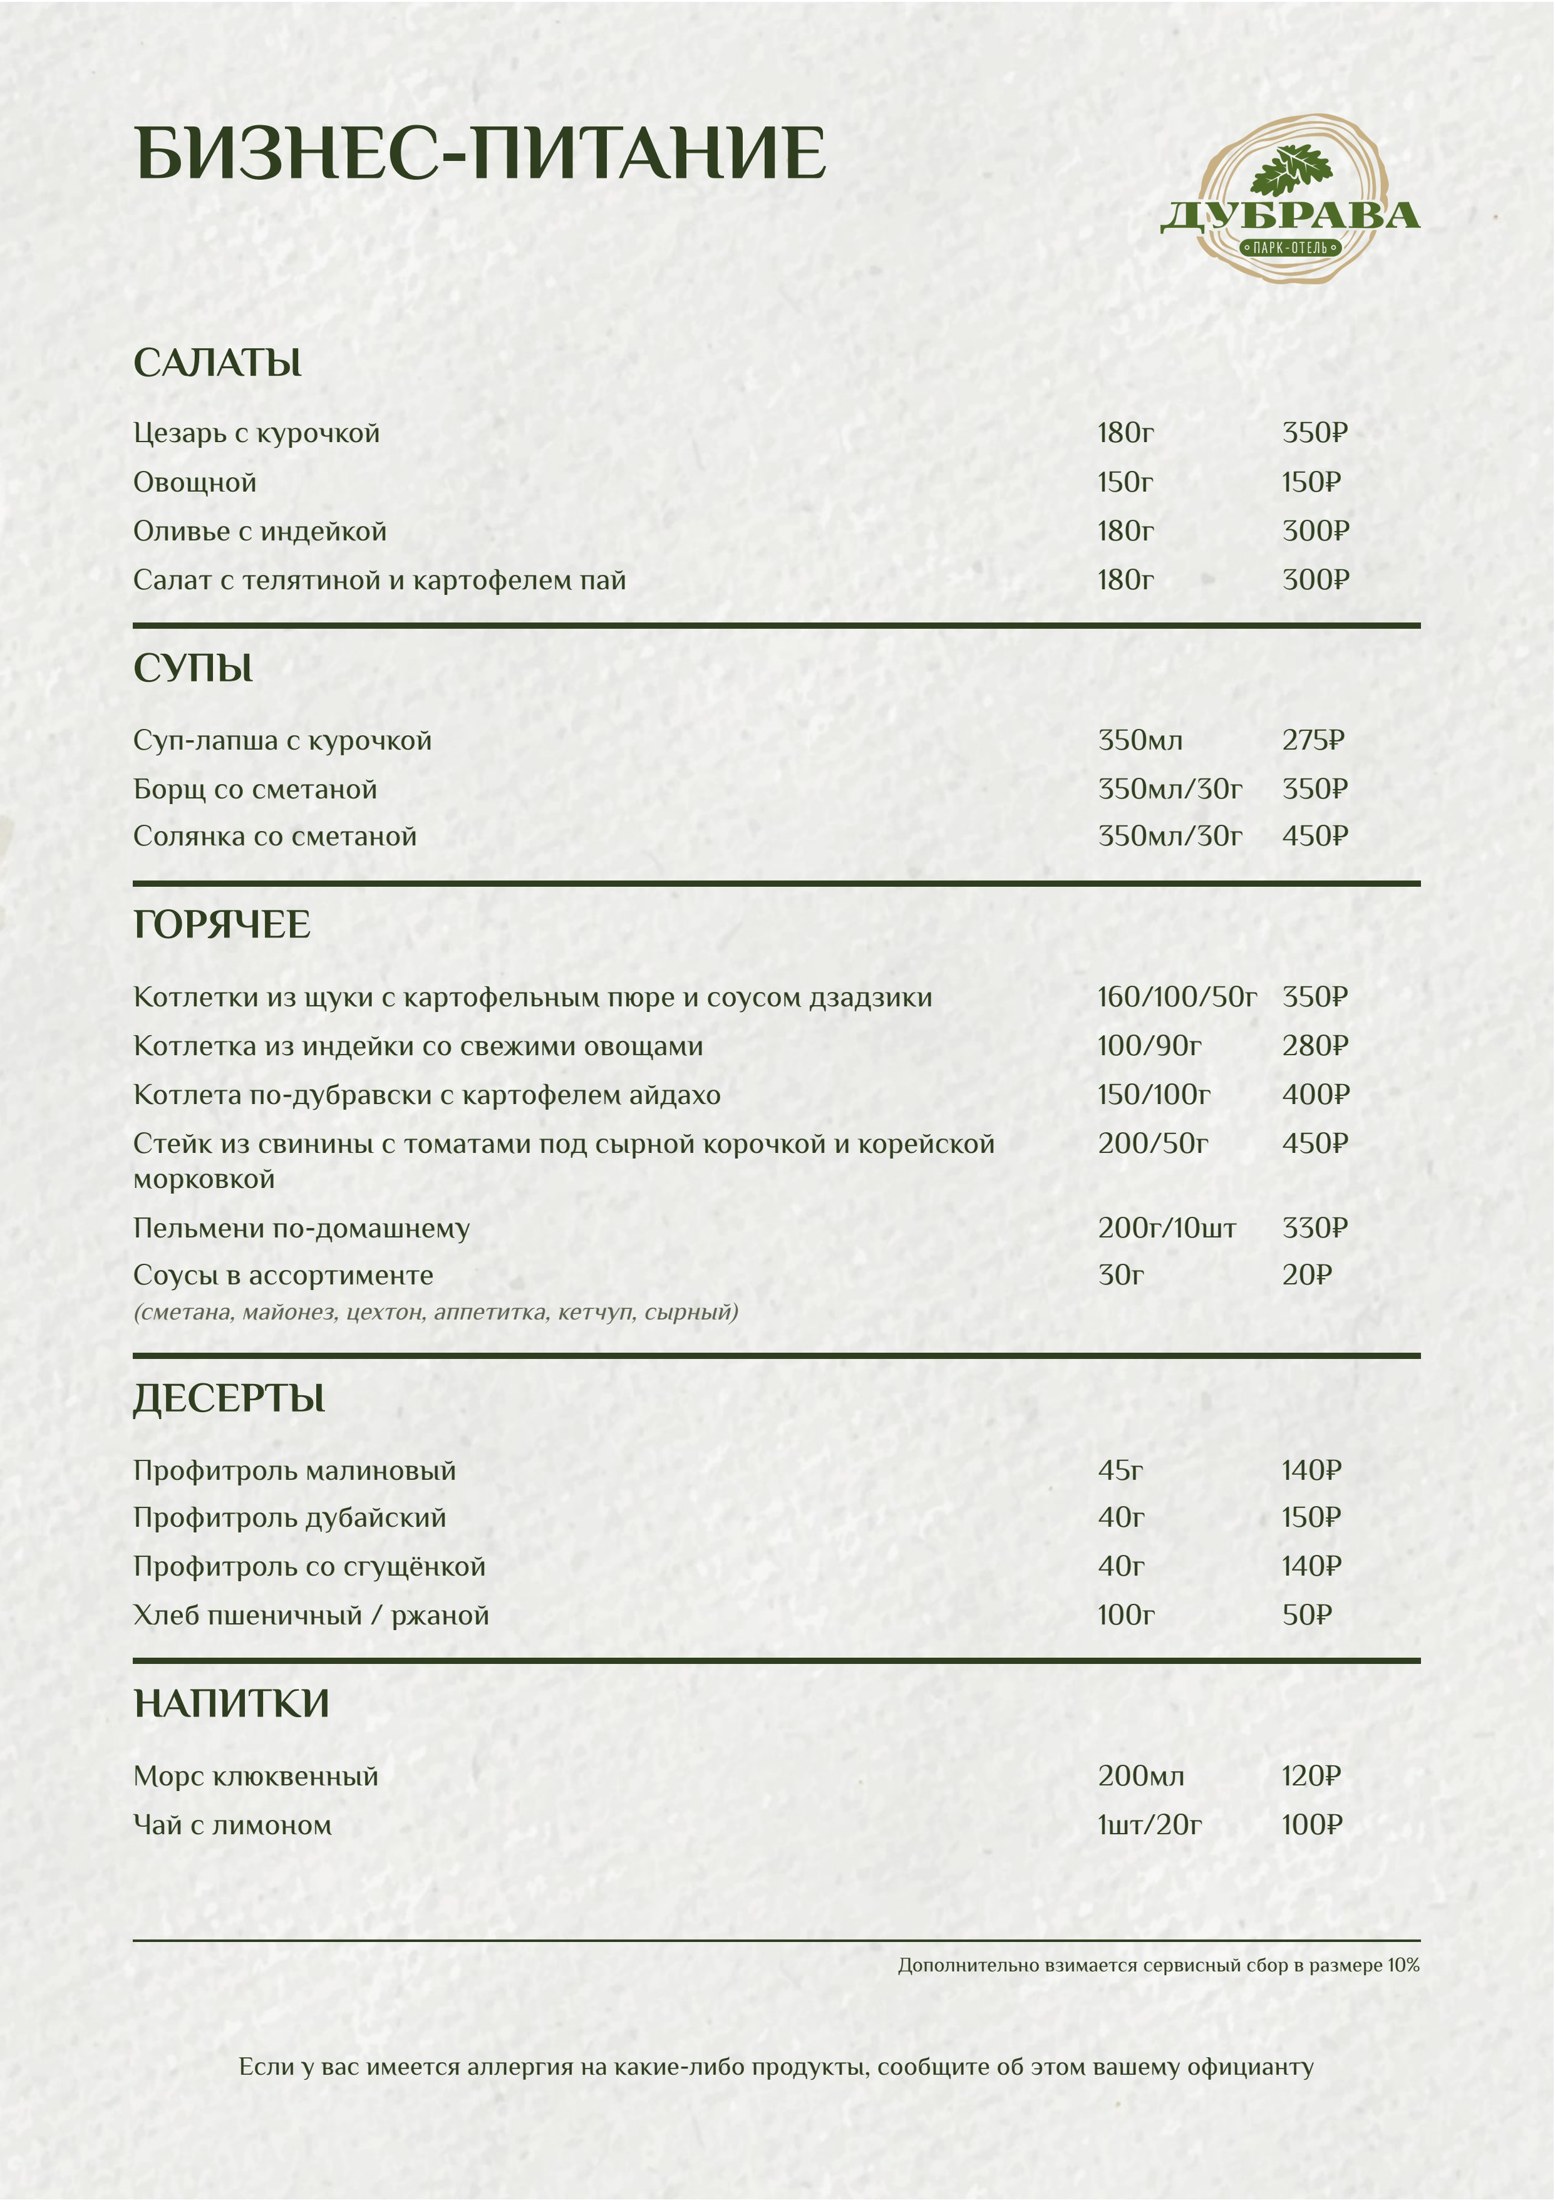 БИЗНЕС-ПИТАНИЕ
ДУБРАВА
ПАРК-ОТЕЛЬ
САЛАТЫ
Цезарь с курочкой 180г 350₽
Овощной 150г 150₽
Оливье с индейкой 180г 300₽
Салат с телятиной и картофелем пай 180г 300₽
СУПЫ
Суп-лапша с курочкой 350мл 275₽
Борщ со сметаной 350мл/30г 350₽
Солянка со сметаной 350мл/30г 450₽
ГОРЯЧЕЕ
Котлетки из щуки с картофельным пюре и соусом дзадзики 160/100/50г 350₽
Котлетка из индейки со свежими овощами 100/90г 280₽
Котлета по-дубравски с картофелем айдахо 150/100г 400₽
Стейк из свинины с томатами под сырной корочкой и корейской 200/50г 450₽
морковкой
Пельмени по-домашнему 200г/10шт 330₽
Соусы в ассортименте 30г 20₽
(сметана, майонез, цехтон, аппетитка, кетчуп, сырный)
ДЕСЕРТЫ
Профитроль малиновый 45г 140₽
Профитроль дубайский 40г 150₽
Профитроль со сгущёнкой 40г 140₽
Хлеб пшеничный / ржаной 100г 50₽
НАПИТКИ
Морс клюквенный 200мл 120₽
Чай с лимоном 1шт/20г 100₽
Дополнительно взимается сервисный сбор в размере 10%
Если у вас имеется аллергия на какие-либо продукты, сообщите об этом вашему официанту